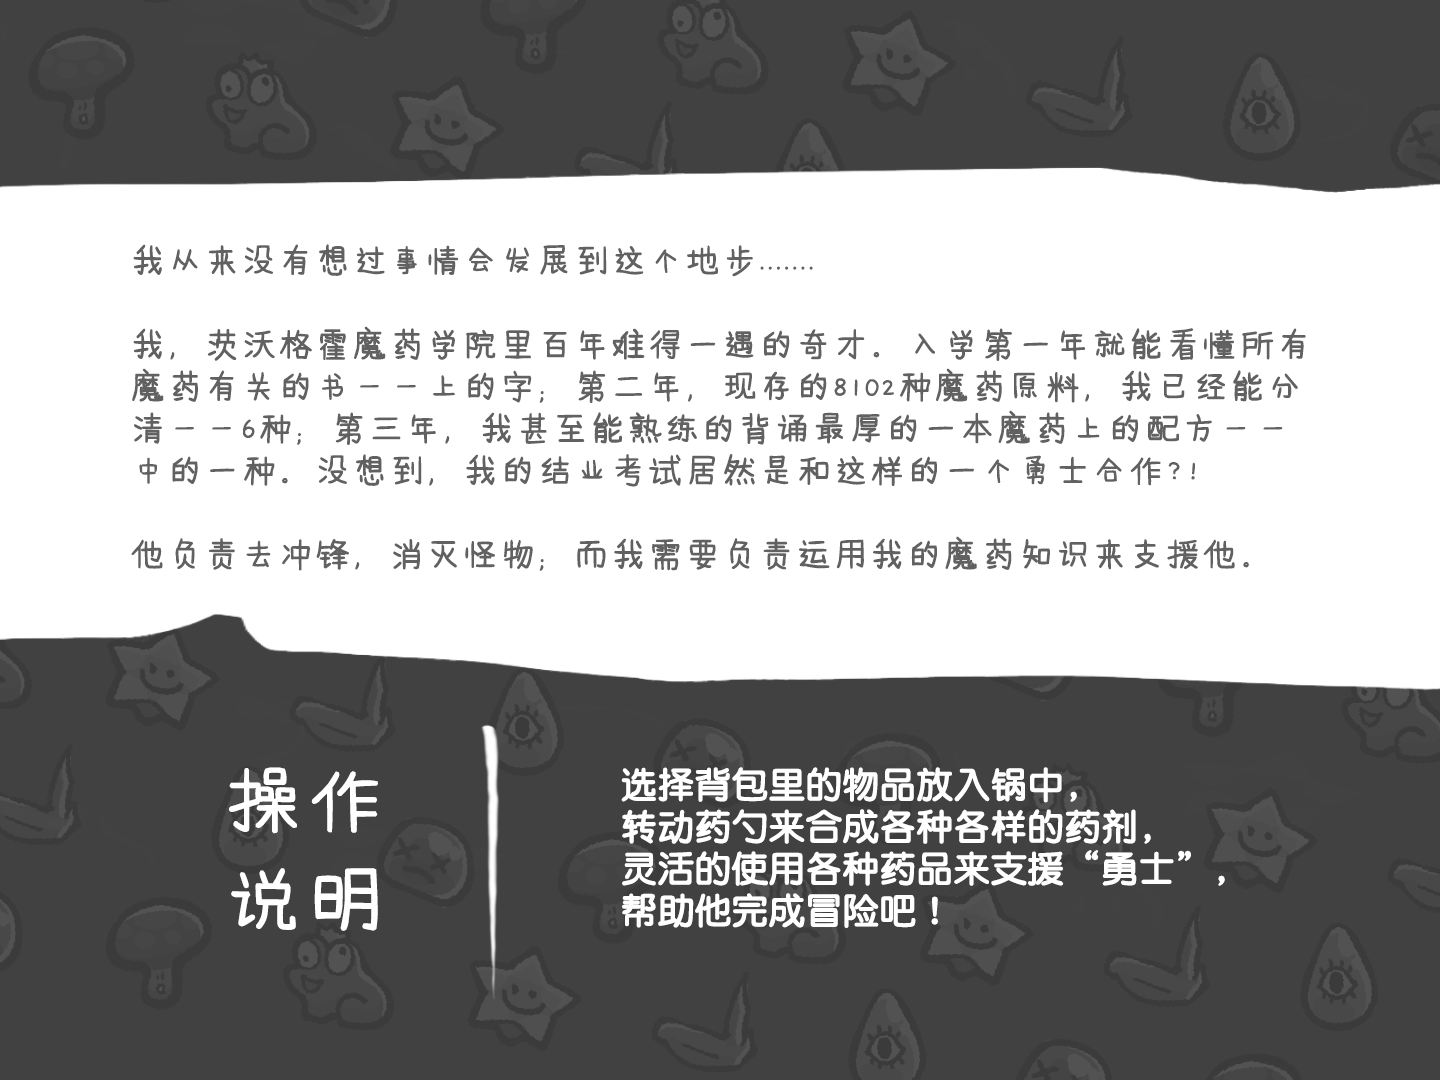 我从来没有想过事情会发展到这个地步.......
我，茨沃格霍魔药学院里百年难得一遇的奇才。入学第一年就能看懂所有
魔药有关的书——上的字；第二年，现存的8102种魔药原料，我已经能分
清——6种；第三年，我甚至能熟练的背诵最厚的一本魔药上的配方——
中的一种。没想到，我的结业考试居然是和这样的一个勇士合作?!
他负责去冲锋，消灭怪物；而我需要负责运用我的魔药知识来支援他。
操作
说明
选择背包里的物品放入锅中，
转动药勺来合成各种各样的药剂，
灵活的使用各种药品来支援“勇士”，
帮助他完成冒险吧！